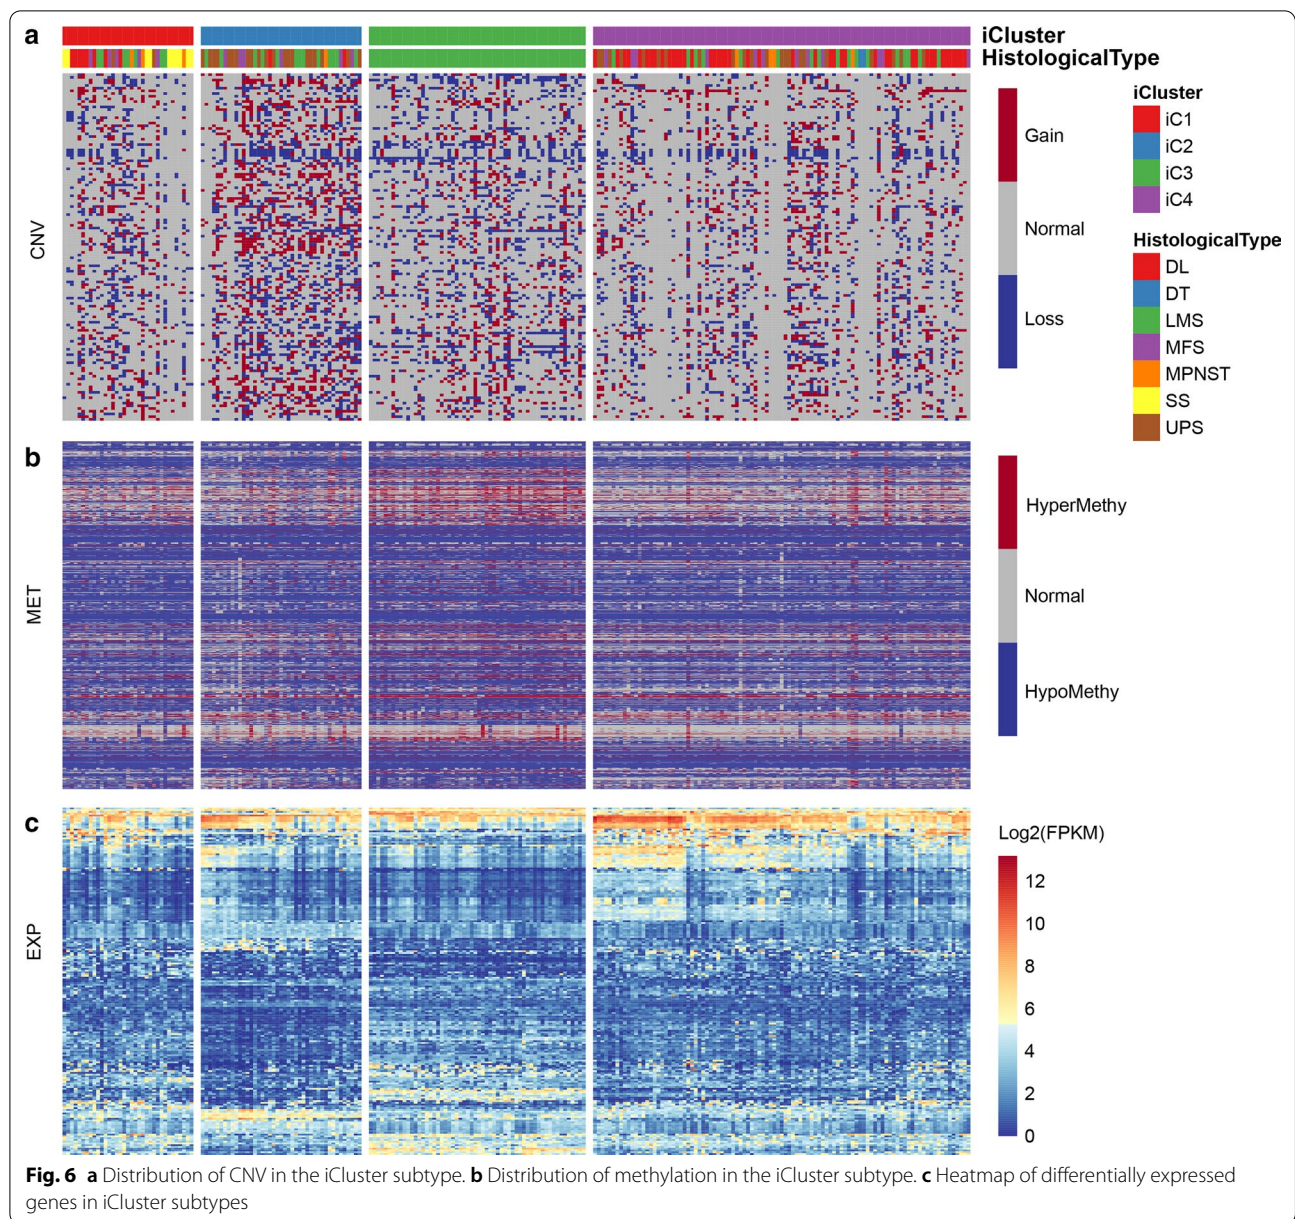 a
iCluster
HistologicalType
CNV
Gain
Normal
Loss
iCluster
iC1
iC2
iC3
iC4
HistologicalType
DL
DT
LMS
MFS
MPNST
SS
UPS
b
MET
HyperMethy
Normal
HypoMethy
c
EXP
Log2(FPKM)
12
10
8
6
4
2
0
Fig. 6 a Distribution of CNV in the iCluster subtype. b Distribution of methylation in the iCluster subtype. c Heatmap of differentially expressed
genes in iCluster subtypes